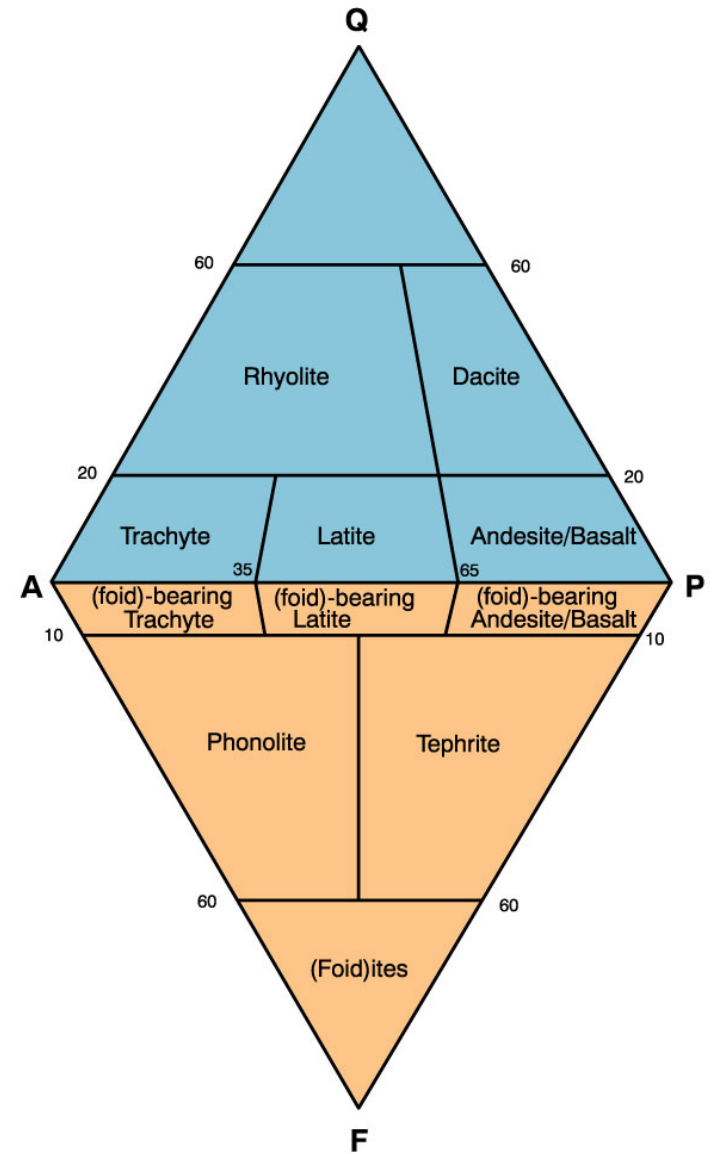 Q
60
60
Rhyolite
Dacite
20
20
Trachyte
Latite
Andesite/Basalt
35
65
A
P
(foid)-bearing
Trachyte
(foid)-bearing
Latite
(foid)-bearing
Andesite/Basalt
10
10
Phonolite
Tephrite
60
60
(Foid)ites
F